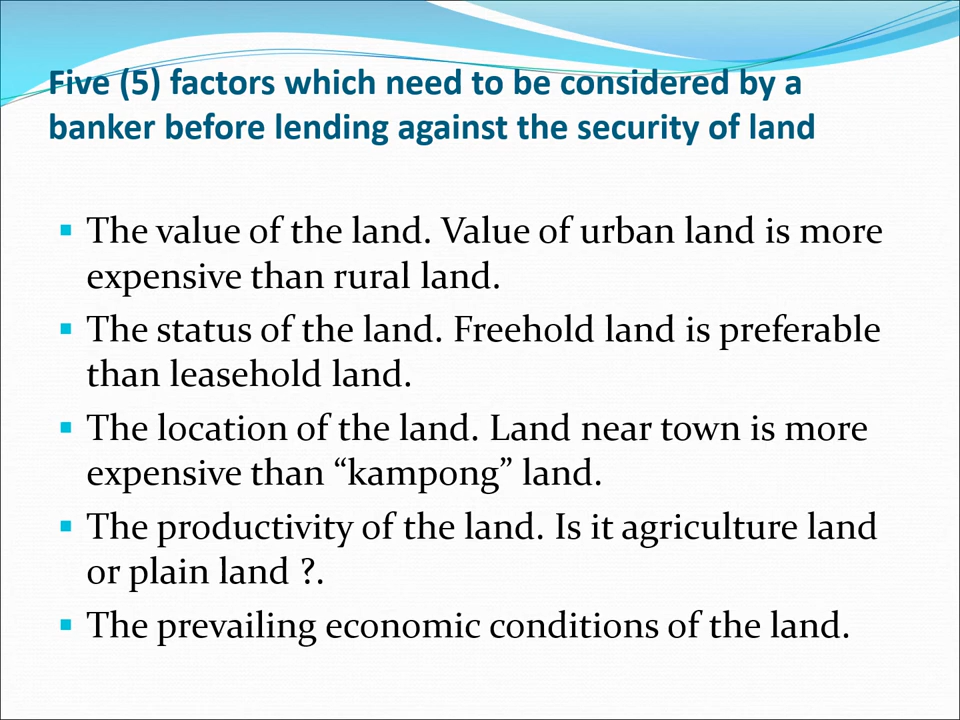 Five (5) factors which need to be considered by a
banker before lending against the security of land
▪ The value of the land. Value of urban land is more
expensive than rural land.
▪ The status of the land. Freehold land is preferable
than leasehold land.
▪ The location of the land. Land near town is more
expensive than “kampong” land.
▪ The productivity of the land. Is it agriculture land
or plain land ?.
▪ The prevailing economic conditions of the land.